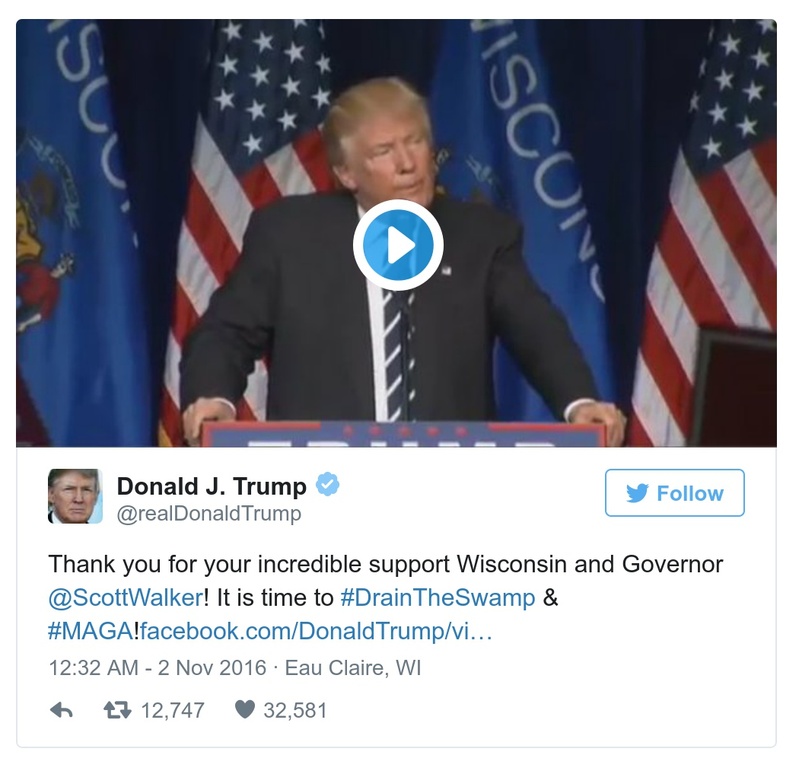 WISCON
Donald J. Trump
@realDonaldTrump
Follow
Thank you for your incredible support Wisconsin and Governor
@ScottWalker! It is time to #DrainTheSwamp &
#MAGA!facebook.com/DonaldTrump/vi…
12:32 AM - 2 Nov 2016 · Eau Claire, WI
12,747 32,581